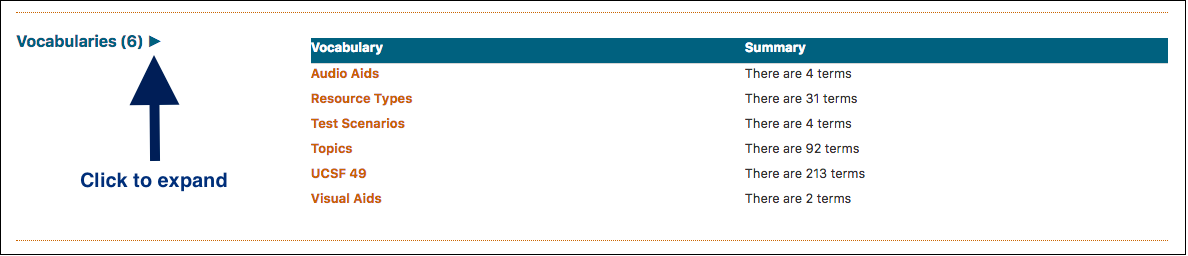 Vocabularies (6) ▶
Click to expand
Vocabulary Summary
Audio Aids There are 4 terms
Resource Types There are 31 terms
Test Scenarios There are 4 terms
Topics There are 92 terms
UCSF 49 There are 213 terms
Visual Aids There are 2 terms